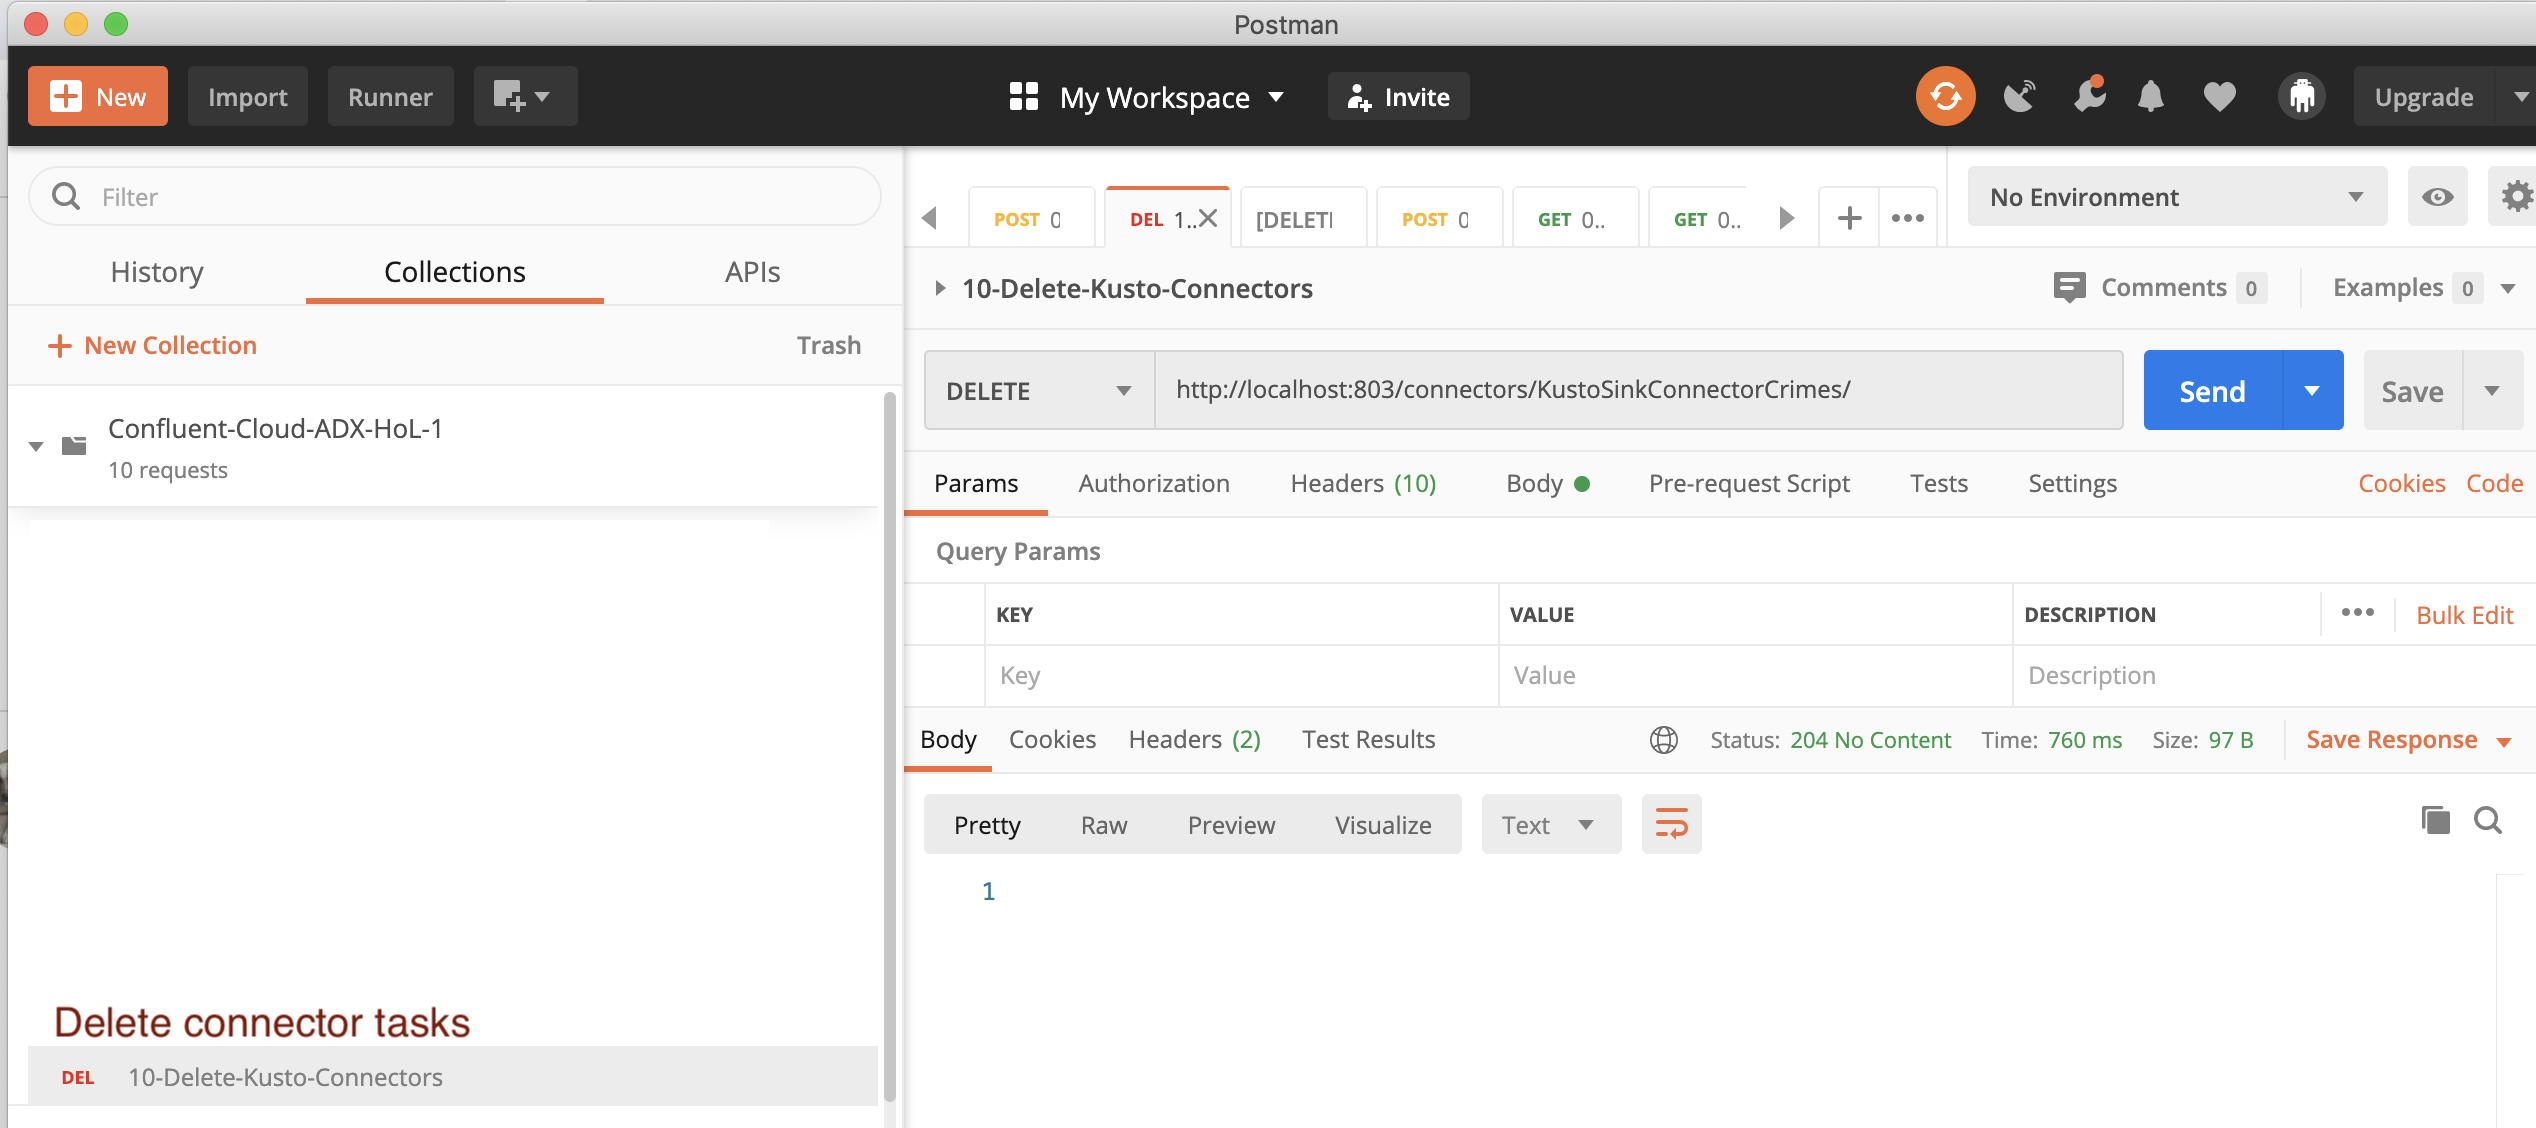 Postman
New Import Runner My Workspace Invite Upgrade
Filter
History Collections APIs
New Collection Trash
Confluent-Cloud-ADX-HoL-1
10 requests
Delete connector tasks
DEL 10-Delete-Kusto-Connectors
POST 0 DEL 1.. [DELETI POST 0 GET 0.. GET 0.. No Environment
10-Delete-Kusto-Connectors Comments 0 Examples 0
DELETE http://localhost:803/connectors/KustoSinkConnectorCrimes/ Send Save
Params Authorization Headers (10) Body Pre-request Script Tests Settings Cookies Code
Query Params
KEY VALUE DESCRIPTION Bulk Edit
Key Value Description
Body Cookies Headers (2) Test Results Status: 204 No Content Time: 760 ms Size: 97 B Save Response
Pretty Raw Preview Visualize Text
1